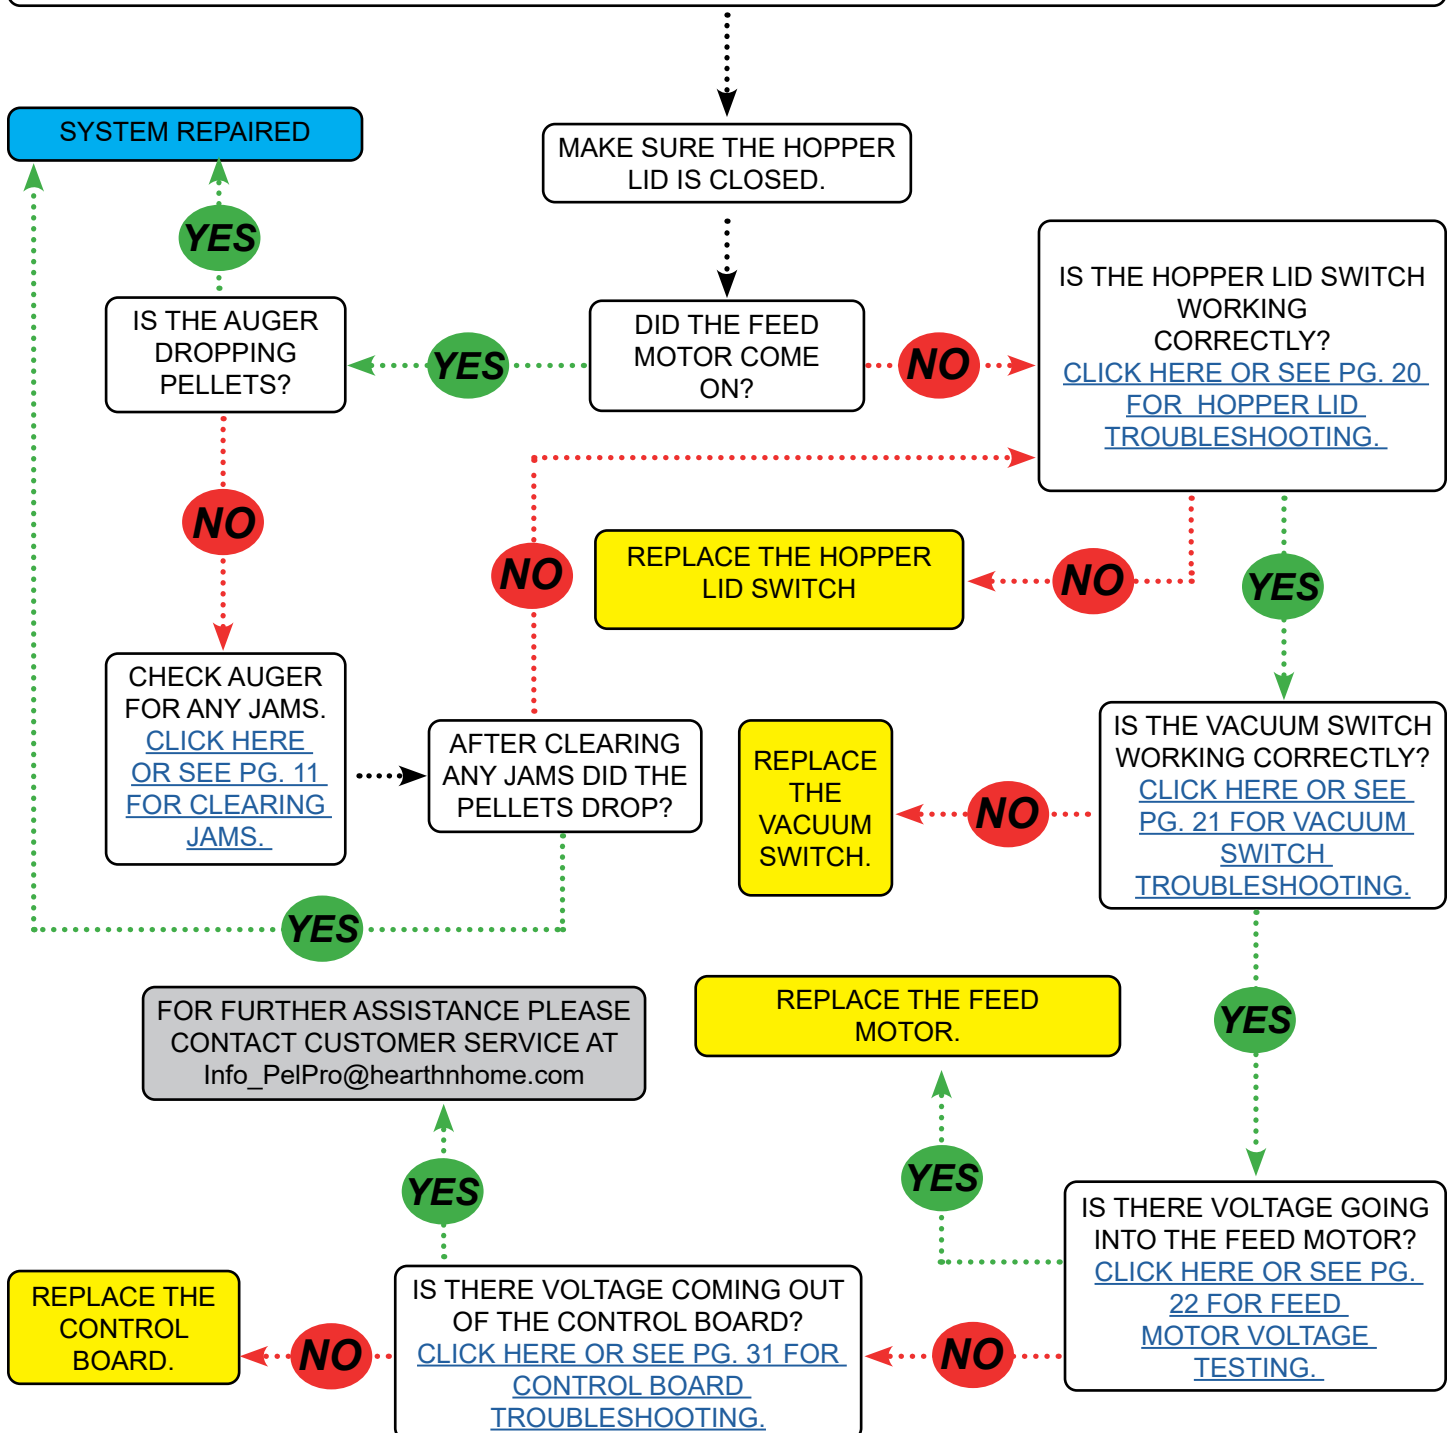 SYSTEM REPAIRED
MAKE SURE THE HOPPER
LID IS CLOSED.
YES
IS THE AUGER
DROPPING
PELLETS?
YES
DID THE FEED
MOTOR COME
ON?
NO
IS THE HOPPER LID SWITCH
WORKING
CORRECTLY?
CLICK HERE OR SEE PG. 20
FOR HOPPER LID
TROUBLESHOOTING.
NO
NO
REPLACE THE HOPPER
LID SWITCH
NO
YES
CHECK AUGER
FOR ANY JAMS.
CLICK HERE
OR SEE PG. 11
FOR CLEARING
JAMS.
AFTER CLEARING
ANY JAMS DID THE
PELLETS DROP?
REPLACE
THE
VACUUM
SWITCH.
NO
IS THE VACUUM SWITCH
WORKING CORRECTLY?
CLICK HERE OR SEE
PG. 21 FOR VACUUM
SWITCH
TROUBLESHOOTING.
YES
FOR FURTHER ASSISTANCE PLEASE
CONTACT CUSTOMER SERVICE AT
Info_PelPro@hearthnhome.com
REPLACE THE FEED
MOTOR.
YES
YES
YES
IS THERE VOLTAGE GOING
INTO THE FEED MOTOR?
CLICK HERE OR SEE PG.
22 FOR FEED
MOTOR VOLTAGE
TESTING.
REPLACE THE
CONTROL
BOARD.
NO
IS THERE VOLTAGE COMING OUT
OF THE CONTROL BOARD?
CLICK HERE OR SEE PG. 31 FOR
CONTROL BOARD
TROUBLESHOOTING.
NO